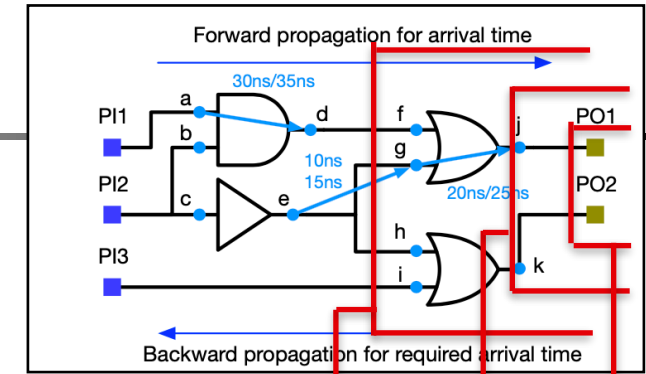 Forward propagation for arrival time
30ns/35ns
PI1
a
d
f
j
PO1
b
g
10ns
15ns
PI2
c
e
20ns/25ns
PO2
h
PI3
i
k
Backward propagation for required arrival time